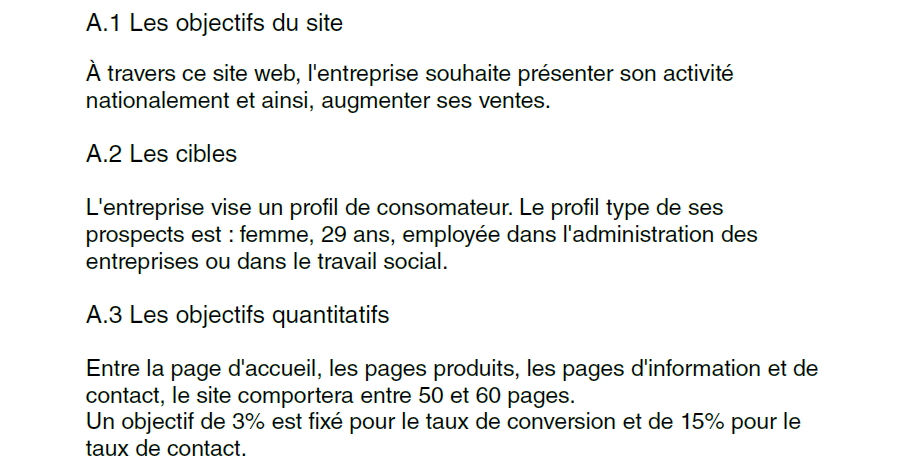 A.1 Les objectifs du site
À travers ce site web, l'entreprise souhaite présenter son activité
nationalement et ainsi, augmenter ses ventes.
A.2 Les cibles
L'entreprise vise un profil de consomateur. Le profil type de ses
prospects est : femme, 29 ans, employée dans l'administration des
entreprises ou dans le travail social.
A.3 Les objectifs quantitatifs
Entre la page d'accueil, les pages produits, les pages d'information et de
contact, le site comportera entre 50 et 60 pages.
Un objectif de 3% est fixé pour le taux de conversion et de 15% pour le
taux de contact.